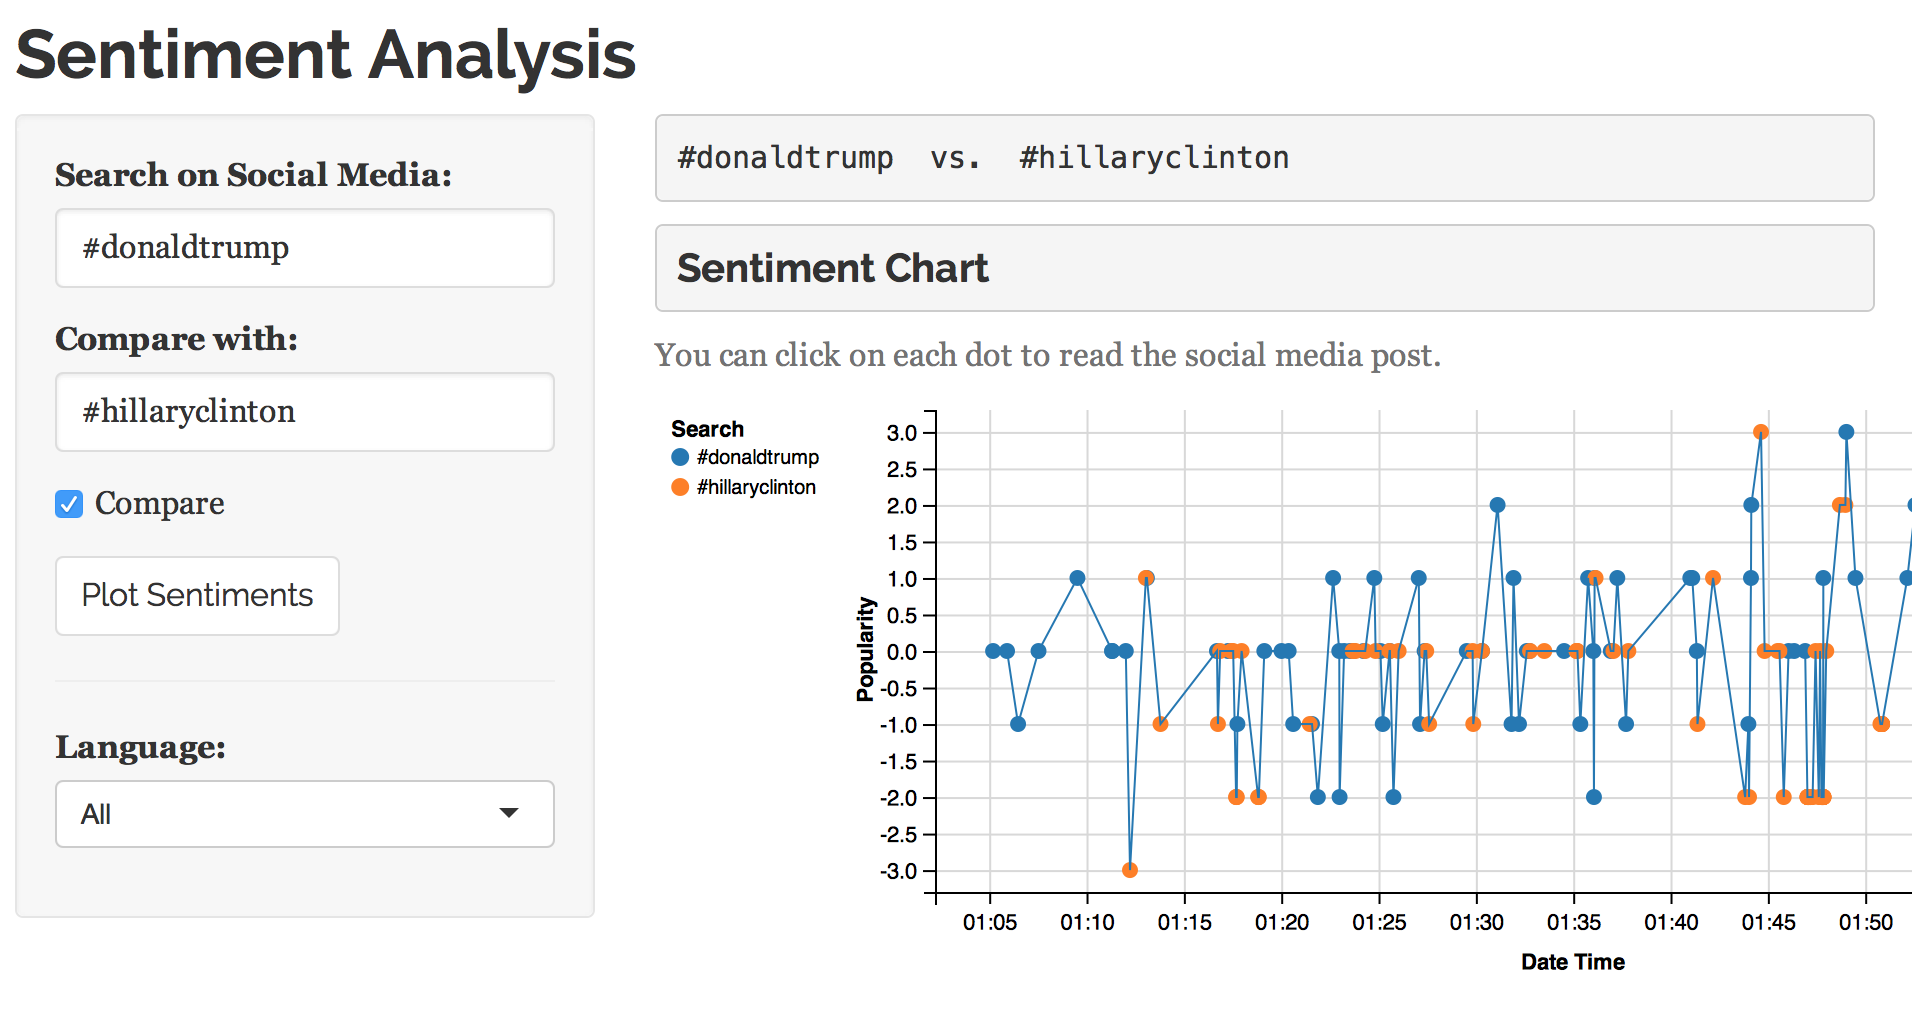 Sentiment Analysis
Search on Social Media:
#donaldtrump
Compare with:
#hillaryclinton
Compare
Plot Sentiments
Language:
All
#donaldtrump  vs.  #hillaryclinton
Sentiment Chart
You can click on each dot to read the social media post.
Search
#donaldtrump
#hillaryclinton
Popularity
3.0
2.5
2.0
1.5
1.0
0.5
0.0
-0.5
-1.0
-1.5
-2.0
-2.5
-3.0
01:05 01:10 01:15 01:20 01:25 01:30 01:35 01:40 01:45 01:50
Date Time